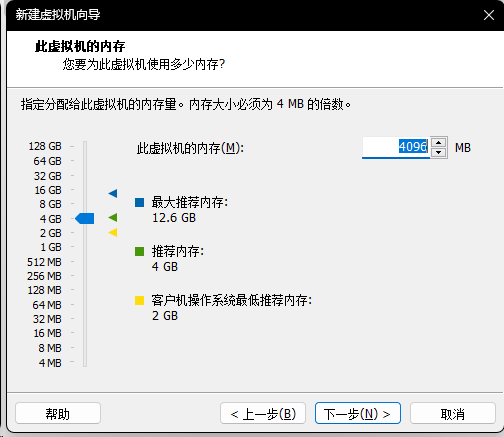 新建虚拟机向导
此虚拟机的内存
您要为此虚拟机使用多少内存?
指定分配给此虚拟机的内存量。内存大小必须为 4 MB 的倍数。
此虚拟机的内存(M): 4096 MB
128 GB
64 GB
32 GB
16 GB
8 GB
4 GB
2 GB
1 GB
512 MB
256 MB
128 MB
64 MB
32 MB
16 MB
8 MB
4 MB
最大推荐内存:
12.6 GB
推荐内存:
4 GB
客户机操作系统最低推荐内存:
2 GB
帮助 < 上一步(B) 下一步(N) > 取消